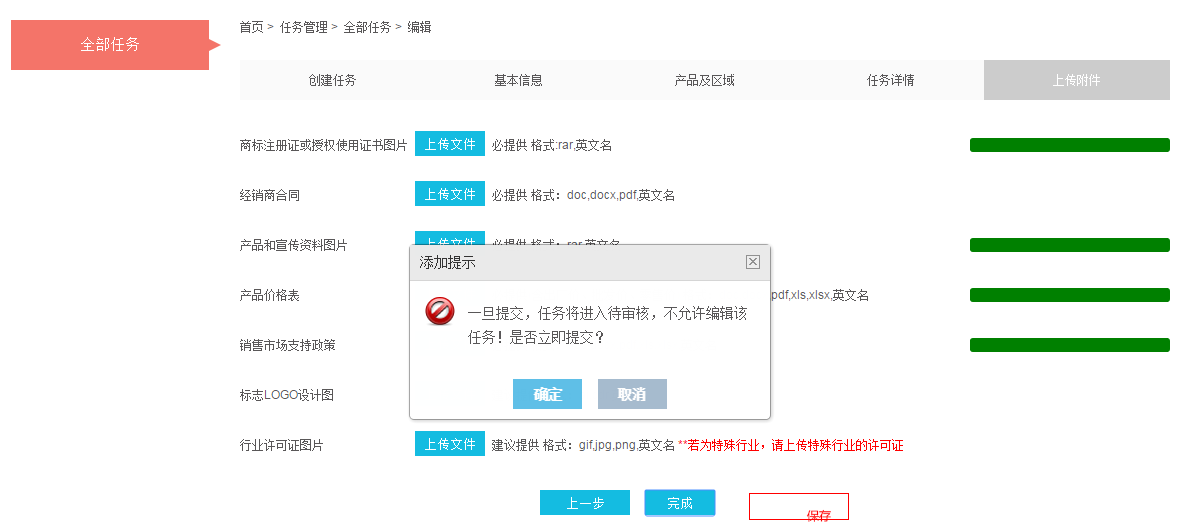 首页 > 任务管理 > 全部任务 > 编辑
全部任务
创建任务 基本信息 产品及区域 任务详情 上传附件
商标注册证或授权使用证书图片 上传文件 必提供 格式:rar,英文名
经销商合同 上传文件 必提供 格式：doc,docx,pdf,英文名
产品和宣传资料图片 上传文件 必提供 格式：rar,英文名
添加提示
产品价格表 pdf,xls,xlsx,英文名
一旦提交，任务将进入待审核，不允许编辑该
任务！是否立即提交？
销售市场支持政策
标志LOGO设计图
确定 取消
行业许可证图片 上传文件 建议提供 格式：gif,jpg,png,英文名 **若为特殊行业，请上传特殊行业的许可证
上一步 完成 保存